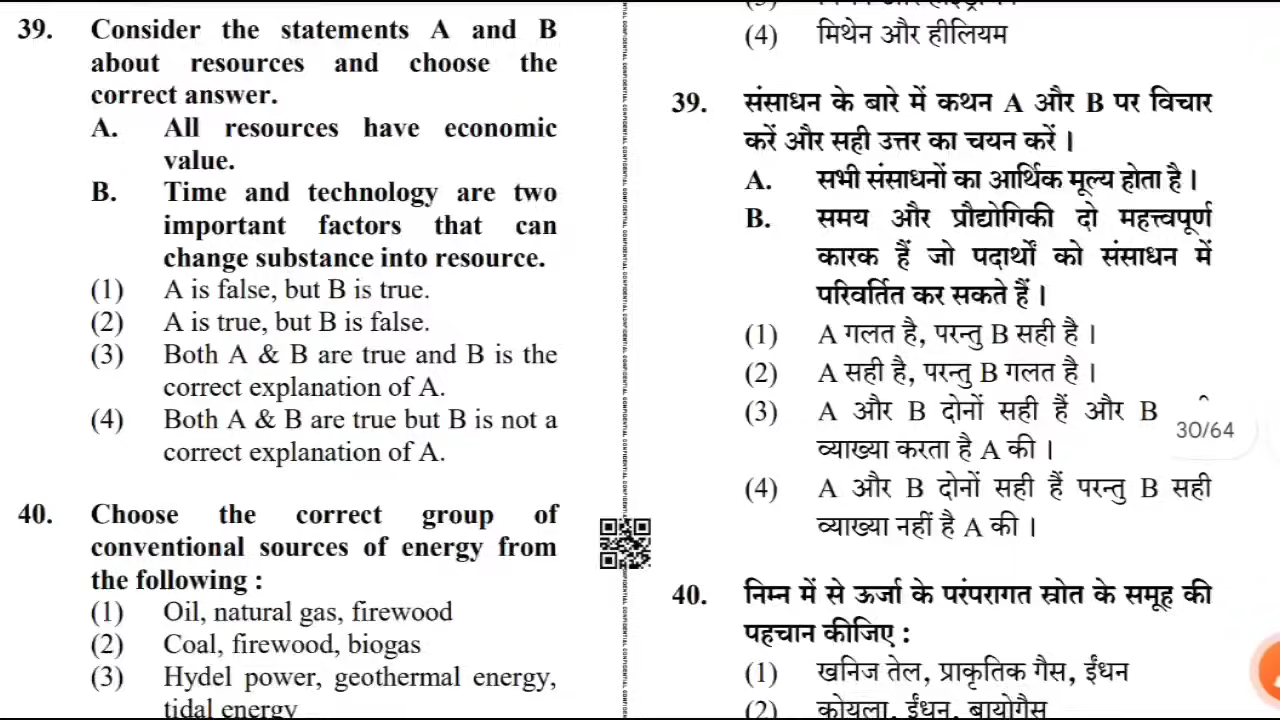 39. Consider the statements A and B
about resources and choose the
correct answer.
A. All resources have economic
value.
B. Time and technology are two
important factors that can
change substance into resource.
(1) A is false, but B is true.
(2) A is true, but B is false.
(3) Both A & B are true and B is the
correct explanation of A.
(4) Both A & B are true but B is not a
correct explanation of A.
40. Choose the correct group of
conventional sources of energy from
the following :
(1) Oil, natural gas, firewood
(2) Coal, firewood, biogas
(3) Hydel power, geothermal energy,
tidal energy
(4) मिथेन और हीलियम
39. संसाधन के बारे में कथन A और B पर विचार
करें और सही उत्तर का चयन करें ।
A. सभी संसाधनों का आर्थिक मूल्य होता है ।
B. समय और प्रौद्योगिकी दो महत्त्वपूर्ण
कारक हैं जो पदार्थों को संसाधन में
परिवर्तित कर सकते हैं ।
(1) A गलत है, परन्तु B सही है ।
(2) A सही है, परन्तु B गलत है ।
(3) A और B दोनों सही हैं और B
व्याख्या करता है A की ।
(4) A और B दोनों सही हैं परन्तु B सही
व्याख्या नहीं है A की ।
40. निम्न में से ऊर्जा के परंपरागत स्रोत के समूह की
पहचान कीजिए :
(1) खनिज तेल, प्राकृतिक गैस, ईंधन
(2) कोयला, ईंधन, बायोगैस
30/64